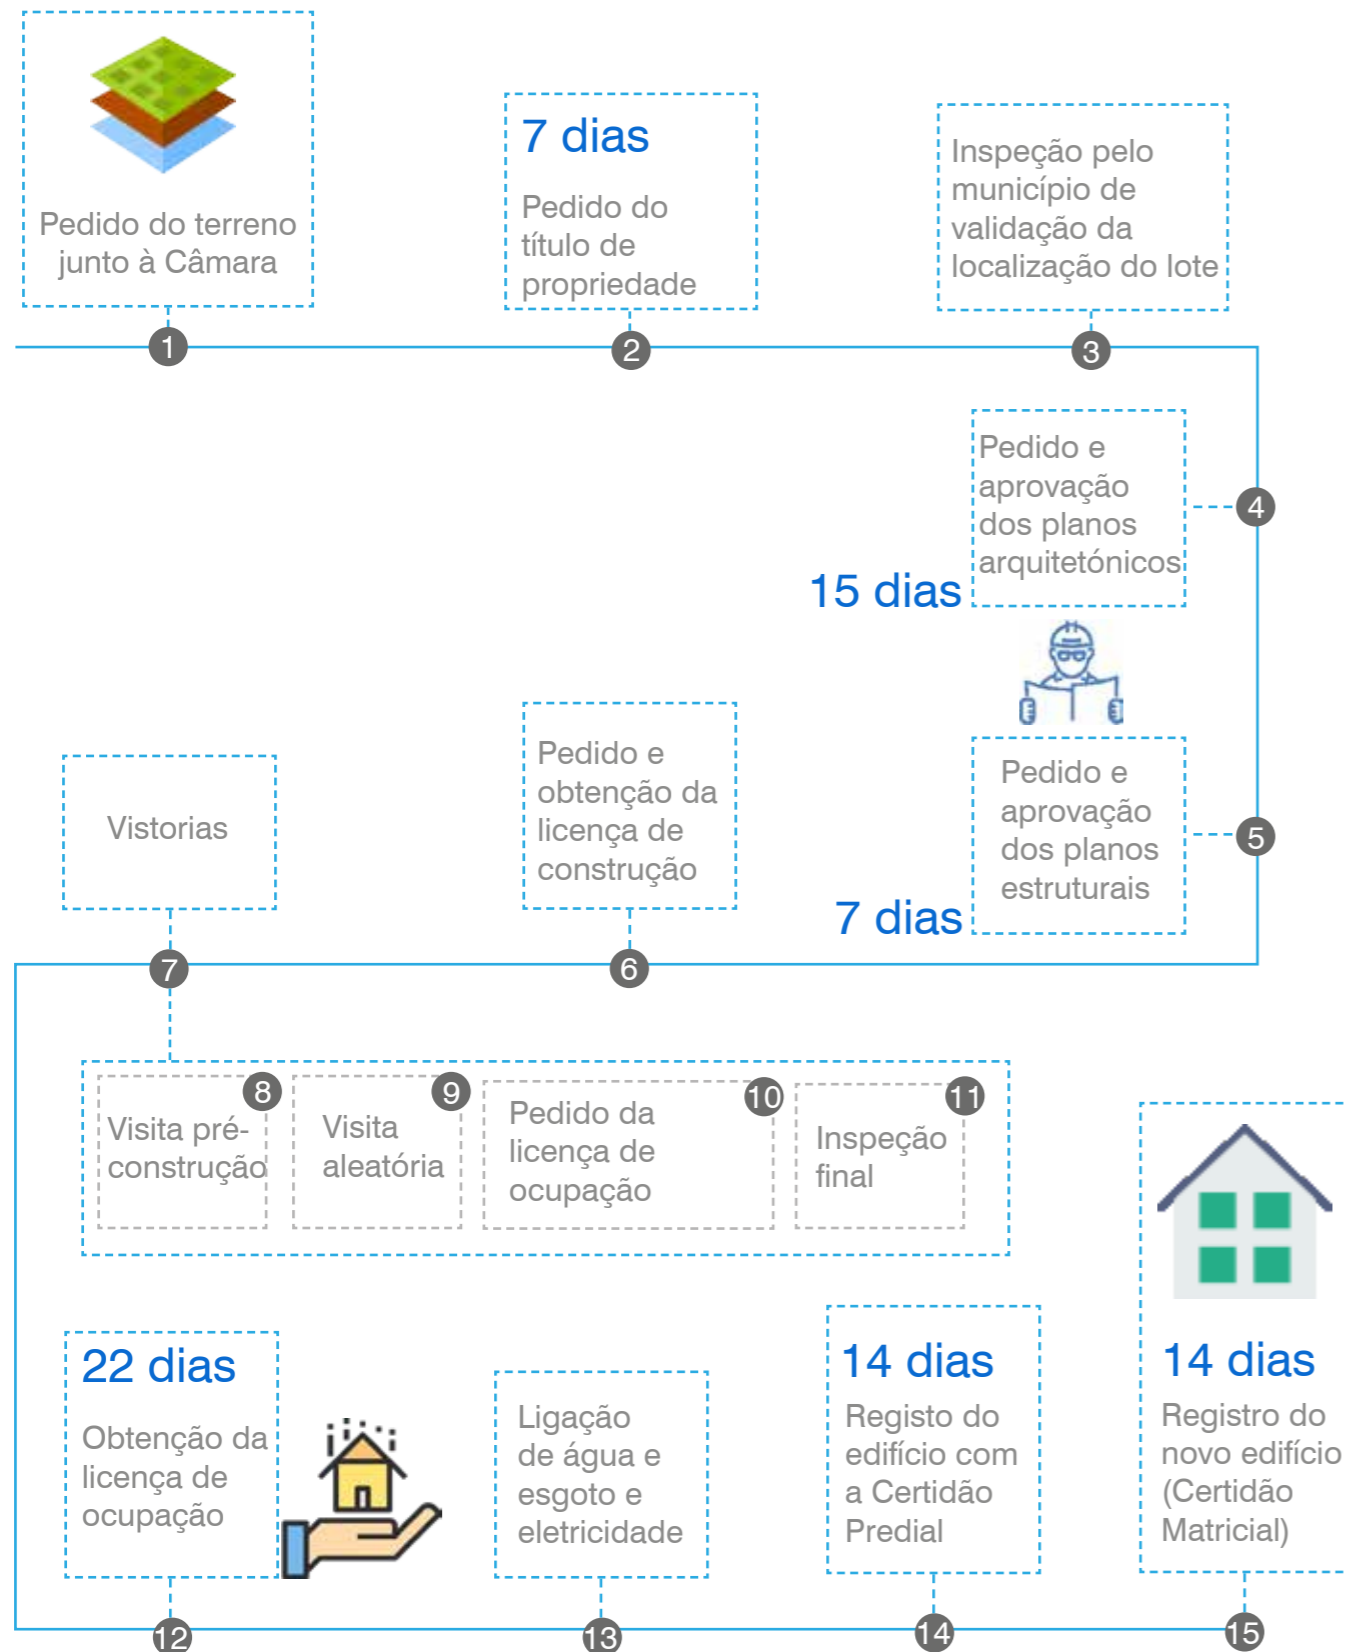 Pedido do terreno
junto à Câmara
1
7 dias
Pedido do
título de
propriedade
2
Inspeção pelo
município de
validação da
localização do lote
3
Pedido e
aprovação
dos planos
arquitetónicos
4
15 dias
Pedido e
aprovação
dos planos
estruturais
5
7 dias
Pedido e
obtenção da
licença de
construção
6
Vistorias
7
8
Visita pré-
construção
9
Visita
aleatória
10
Pedido da
licença de
ocupação
11
Inspeção
final
22 dias
Obtenção da
licença de
ocupação
12
Ligação
de água e
esgoto e
eletricidade
13
14 dias
Registo do
edifício com
a Certidão
Predial
14
14 dias
Registro do
novo edifício
(Certidão
Matricial)
15